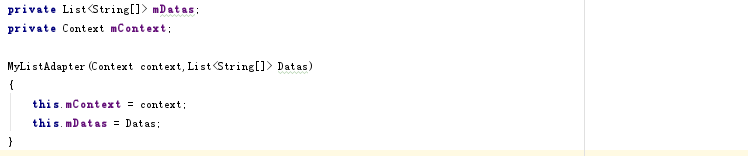 private List<String[]> mDatas;
private Context mContext;
MyListAdapter(Context context,List<String[]> Datas)
{
this.mContext = context;
this.mDatas = Datas;
}